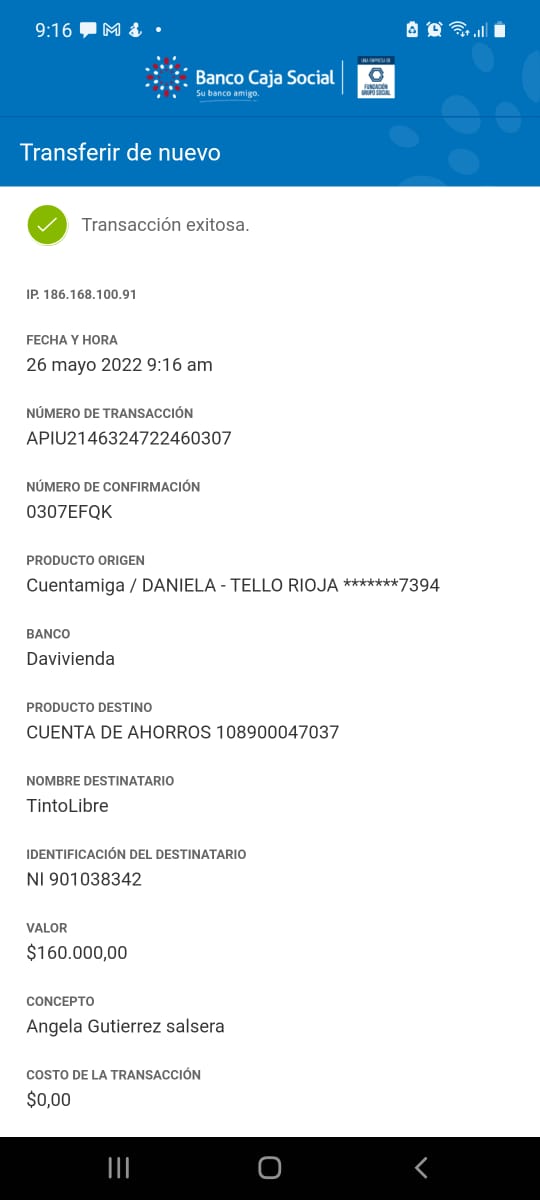 9:16
Banco Caja Social
Su banco amigo.
UNA EMPRESA DE
FUNDACIÓN
GRUPO SOCIAL
Transferir de nuevo
Transacción exitosa.
IP. 186.168.100.91
FECHA Y HORA
26 mayo 2022 9:16 am
NÚMERO DE TRANSACCIÓN
APIU2146324722460307
NÚMERO DE CONFIRMACIÓN
0307EFQK
PRODUCTO ORIGEN
Cuentamiga / DANIELA - TELLO RIOJA *******7394
BANCO
Davivienda
PRODUCTO DESTINO
CUENTA DE AHORROS 108900047037
NOMBRE DESTINATARIO
TintoLibre
IDENTIFICACIÓN DEL DESTINATARIO
NI 901038342
VALOR
$160.000,00
CONCEPTO
Angela Gutierrez salsera
COSTO DE LA TRANSACCIÓN
$0,00